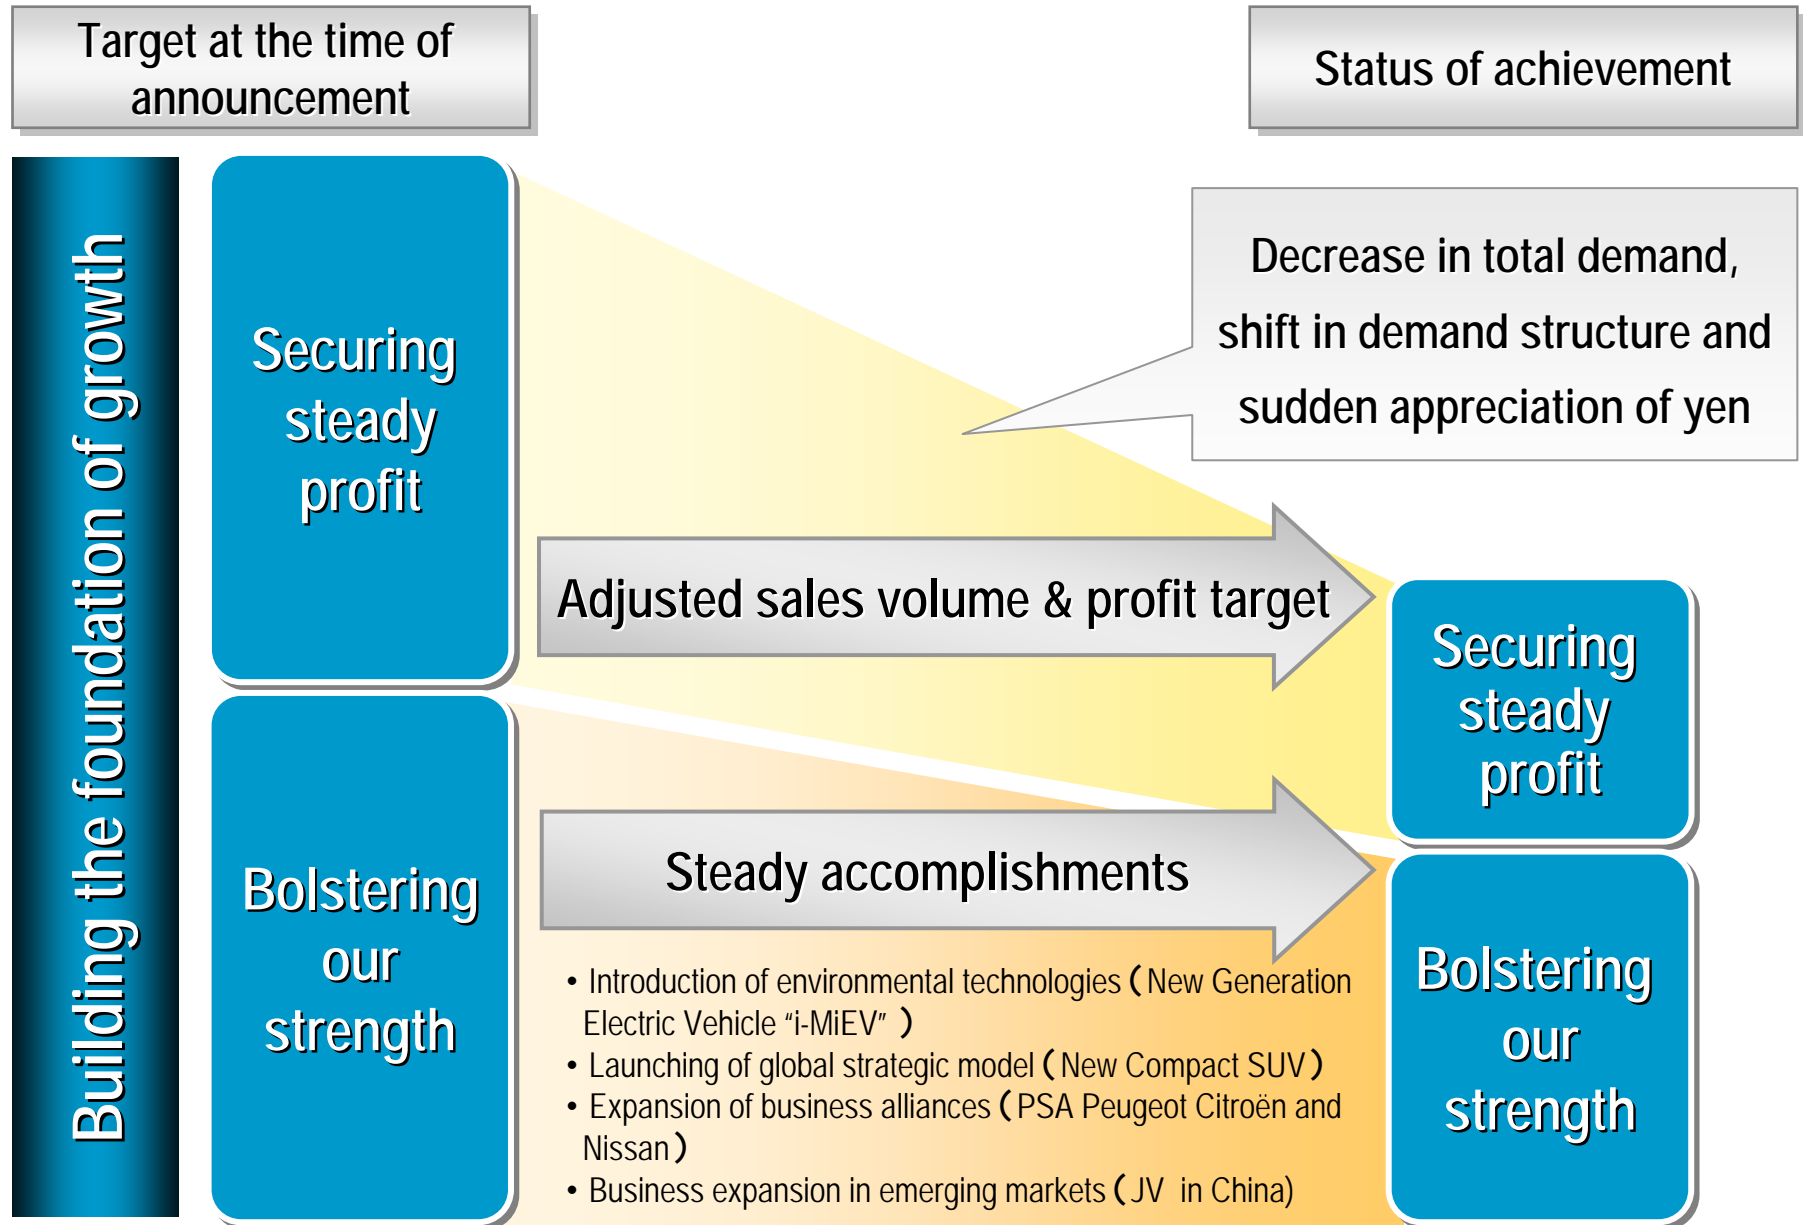 Target at the time of
announcement
Status of achievement
Building the foundation of growth
Securing
steady
profit
Decrease in total demand,
shift in demand structure and
sudden appreciation of yen
Adjusted sales volume & profit target
Securing
steady
profit
Bolstering
our
strength
Steady accomplishments
• Introduction of environmental technologies (New Generation
Electric Vehicle “i-MiEV” )
• Launching of global strategic model (New Compact SUV)
• Expansion of business alliances (PSA Peugeot Citroën and
Nissan)
• Business expansion in emerging markets (JV in China)
Bolstering
our
strength